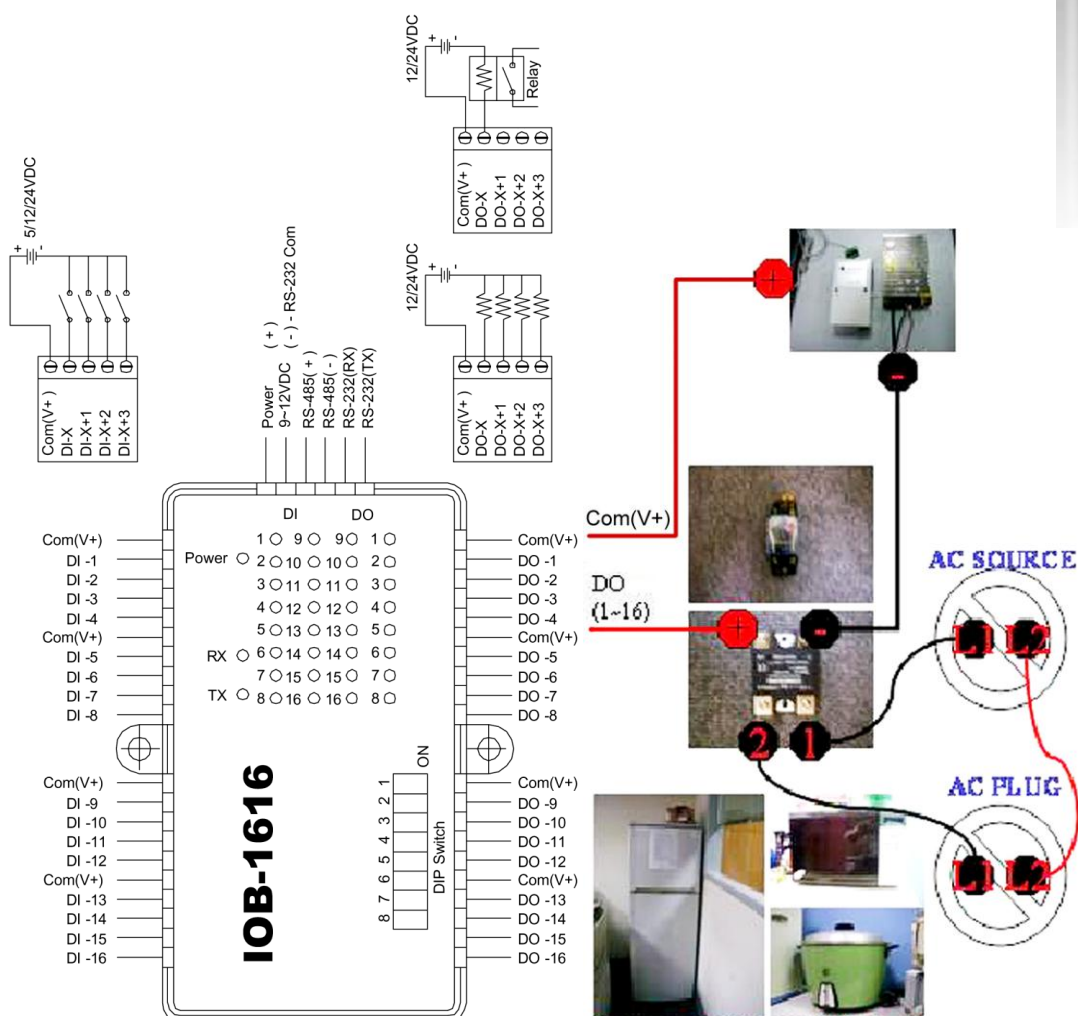 12/24VDC
+ -
Relay
Com(V+)
DO-X
DO-X+1
DO-X+2
DO-X+3
5/12/24VDC
+ -
Com(V+)
DI-X
DI-X+1
DI-X+2
DI-X+3
12/24VDC
+ -
Com(V+)
DO-X
DO-X+1
DO-X+2
DO-X+3
Power (+)
9~12VDC (-) - RS-232 Com
RS-485(+)
RS-485(-)
RS-232(RX)
RS-232(TX)
Com(V+)
DI -1
DI -2
DI -3
DI -4
Com(V+)
DI -5
DI -6
DI -7
DI -8
Com(V+)
DI -9
DI -10
DI -11
DI -12
Com(V+)
DI -13
DI -14
DI -15
DI -16
DI DO
1 9 9 1
Power 2 10 10 2
3 11 11 3
4 12 12 4
5 13 13 5
RX 6 14 14 6
7 15 15 7
TX 8 16 16 8
IOB-1616
ON
1
2
3
4
5
6
7
8
DIP Switch
Com(V+)
DO -1
DO -2
DO -3
DO -4
Com(V+)
DO -5
DO -6
DO -7
DO -8
Com(V+)
DO -9
DO -10
DO -11
DO -12
Com(V+)
DO -13
DO -14
DO -15
DO -16
+
-
Com(V+)
DO
(1~16)
+ -
2 1
AC SOURCE
L1 L2
AC PLUG
L1 L2